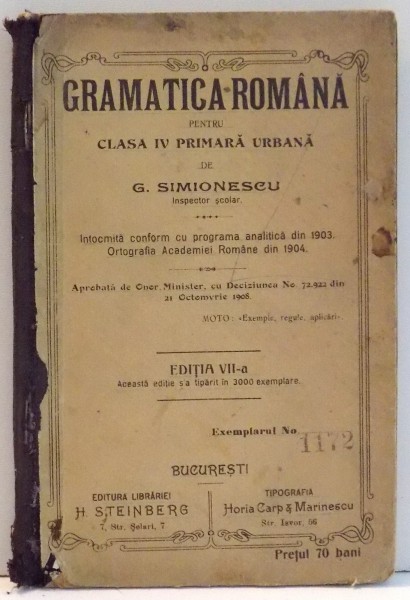 GRAMATICA ROMÂNĂ
PENTRU
CLASA IV PRIMARĂ URBANĂ
DE
G. SIMIONESCU
Inspector școlar.
Intocmită conform cu programa analitică din 1903.
Ortografia Academiei Române din 1904.
Aprobată de Onor. Minister, cu Deciziunea No. 72.922 din
21 Octomvrie 1908.
MOTO: «Exemple, regule, aplicări».
EDIȚIA VII-a
Această ediție s'a tipărit în 3000 exemplare.
Exemplarul No
1172
BUCUREȘTI
EDITURA LIBRĂRIEI
H. STEINBERG
7, Str. Șelari, 7
TIPOGRAFIA
Horia Carp & Marinescu
Str. Isvor, 66
Prețul 70 bani